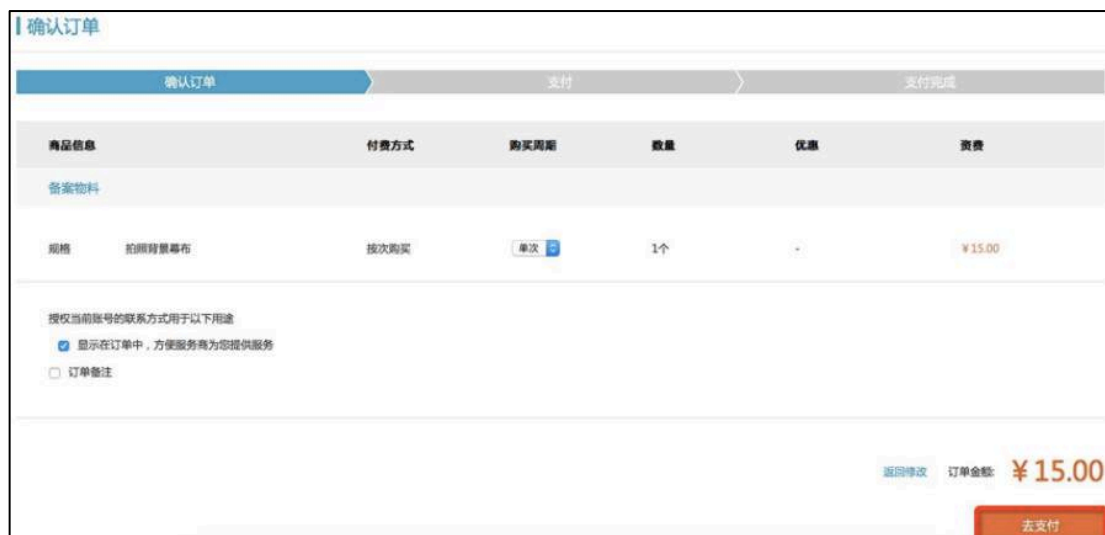 确认订单
确认订单 支付 支付完成
商品信息 付费方式 购买周期 数量 优惠 资费
备案物料
规格 拍照背景幕布 按次购买 单次 1个 - ¥15.00
授权当前账号的联系方式用于以下用途
显示在订单中，方便服务商为您提供服务
订单备注
返回修改 订单金额: ¥15.00
去支付